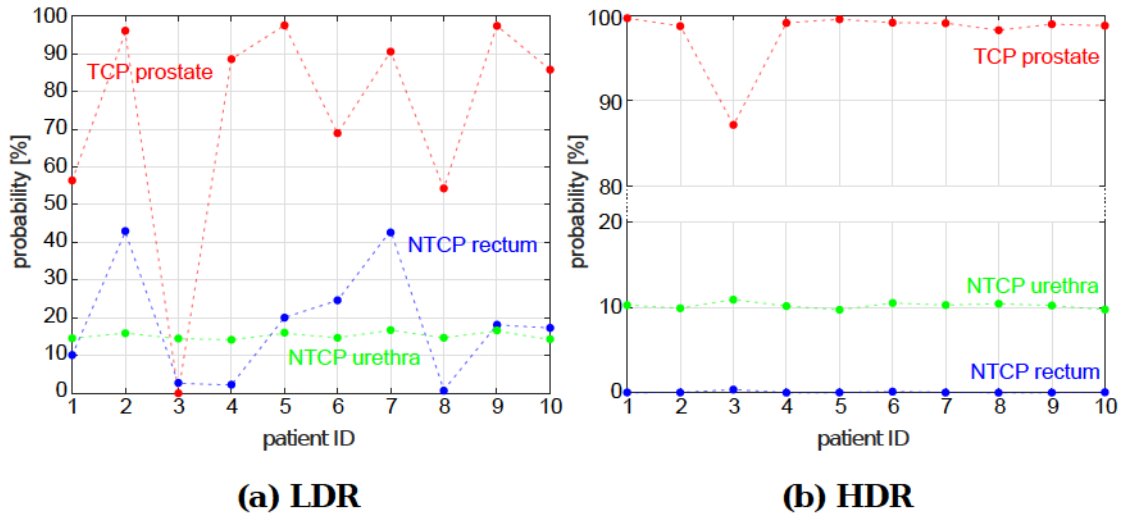 100
90
80
70
60
50
40
30
20
10
0
probability [%]
TCP prostate
NTCP rectum
NTCP urethra
1 2 3 4 5 6 7 8 9 10
patient ID
(a) LDR
100
90
80
20
10
0
probability [%]
TCP prostate
NTCP urethra
NTCP rectum
1 2 3 4 5 6 7 8 9 10
patient ID
(b) HDR